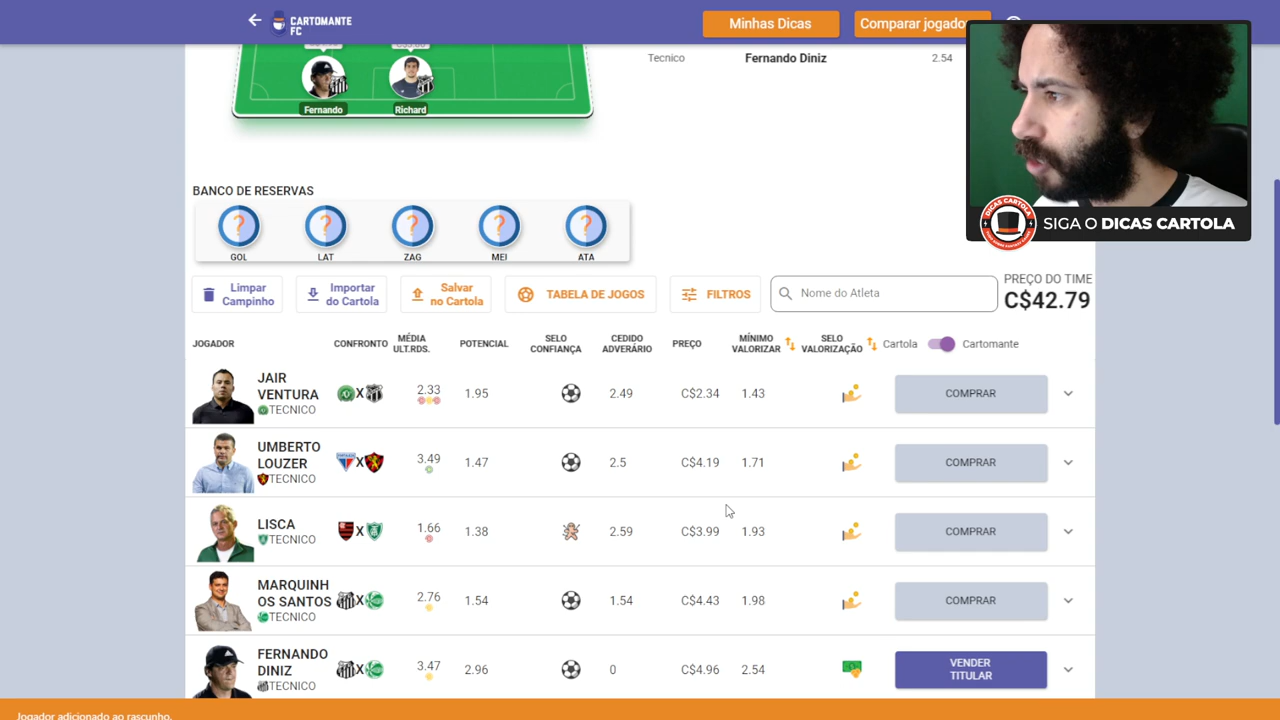 CARTOMANTE
FC
Minhas Dicas
Comparar jogado
Tecnico Fernando Diniz 2.54
Fernando Richard
SIGA O DICAS CARTOLA
DICAS
CARTOLA
BANCO DE RESERVAS
? ? ? ? ?
GOL LAT ZAG MEI ATA
Limpar
Campinho
Importar
do Cartola
Salvar
no Cartola
TABELA DE JOGOS
FILTROS
Nome do Atleta
PREÇO DO TIME
C$42.79
JOGADOR CONFRONTO MÉDIA ULT.RDS. POTENCIAL SELO CONFIANÇA CEDIDO ADVERÁRIO PREÇO MÍNIMO VALORIZAR SELO VALORIZAÇÃO Cartola Cartomante
JAIR
VENTURA
TECNICO
X 2.33 1.95 2.49 C$2.34 1.43 COMPRAR
UMBERTO
LOUZER
TECNICO
X 3.49 1.47 2.5 C$4.19 1.71 COMPRAR
LISCA
TECNICO
X 1.66 1.38 2.59 C$3.99 1.93 COMPRAR
MARQUINH
OS SANTOS
TECNICO
X 2.76 1.54 1.54 C$4.43 1.98 COMPRAR
FERNANDO
DINIZ
TECNICO
X 3.47 2.96 0 C$4.96 2.54 VENDER
TITULAR
Jogador adicionado ao rascunho.